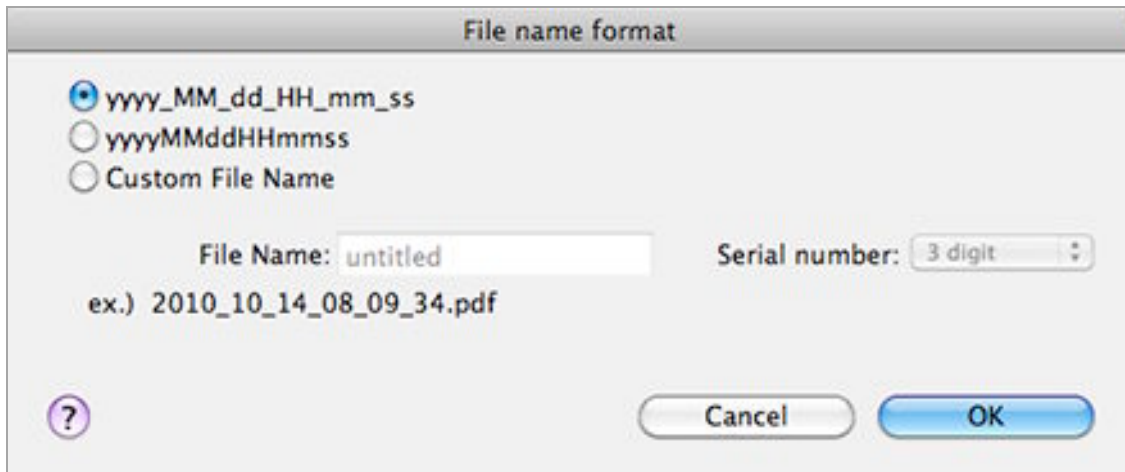 File name format
yyyy_MM_dd_HH_mm_ss
yyyyMMddHHmmss
Custom File Name
File Name: untitled Serial number: 3 digit
ex.) 2010_10_14_08_09_34.pdf
? Cancel OK